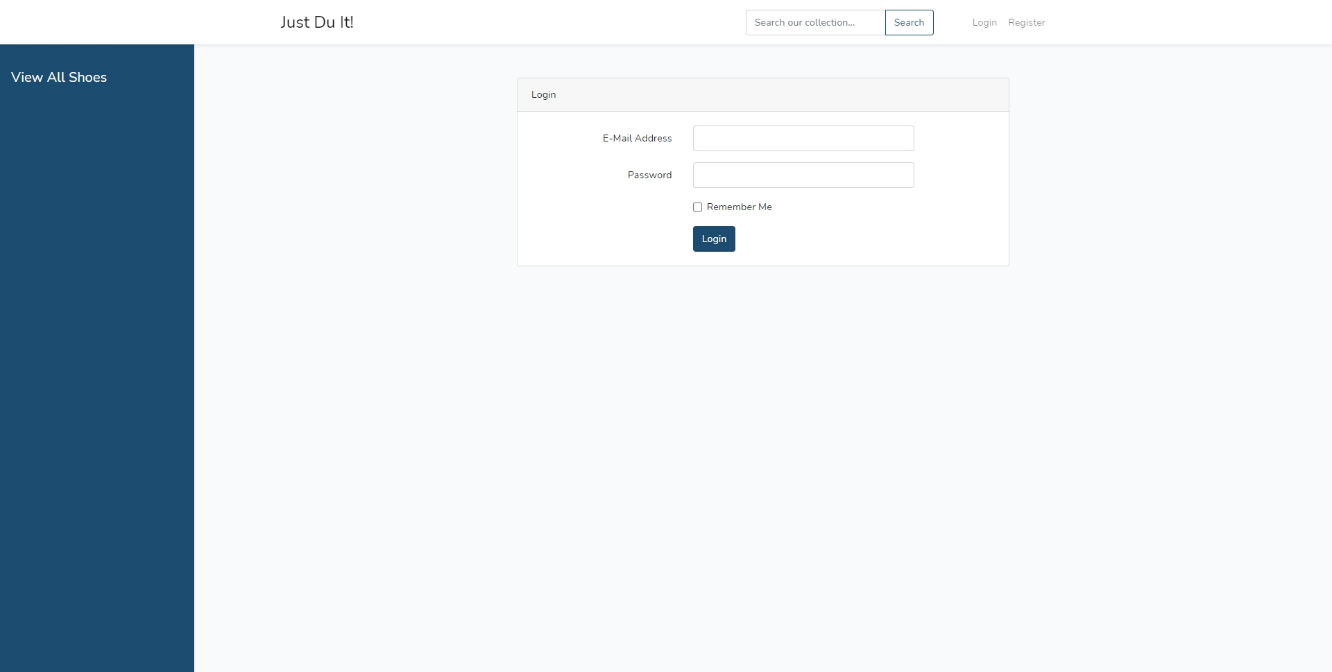 Just Du It!
Search our collection...
Search
Login
Register
View All Shoes
Login
E-Mail Address
Password
Remember Me
Login